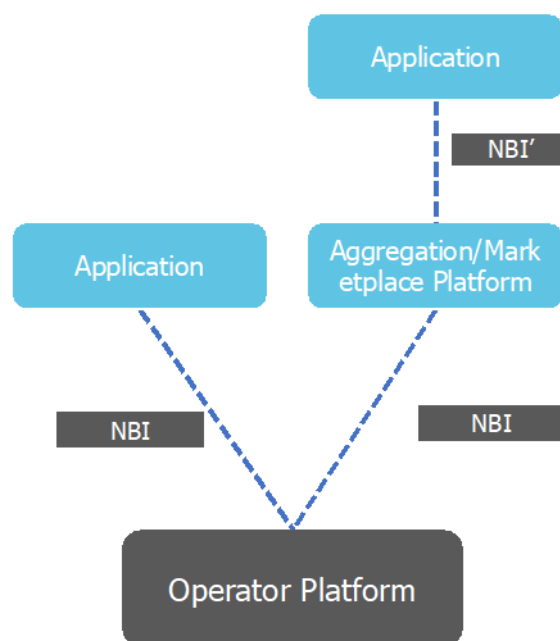 Application
NBI’
Application
Aggregation/Mark
etplace Platform
NBI
NBI
Operator Platform